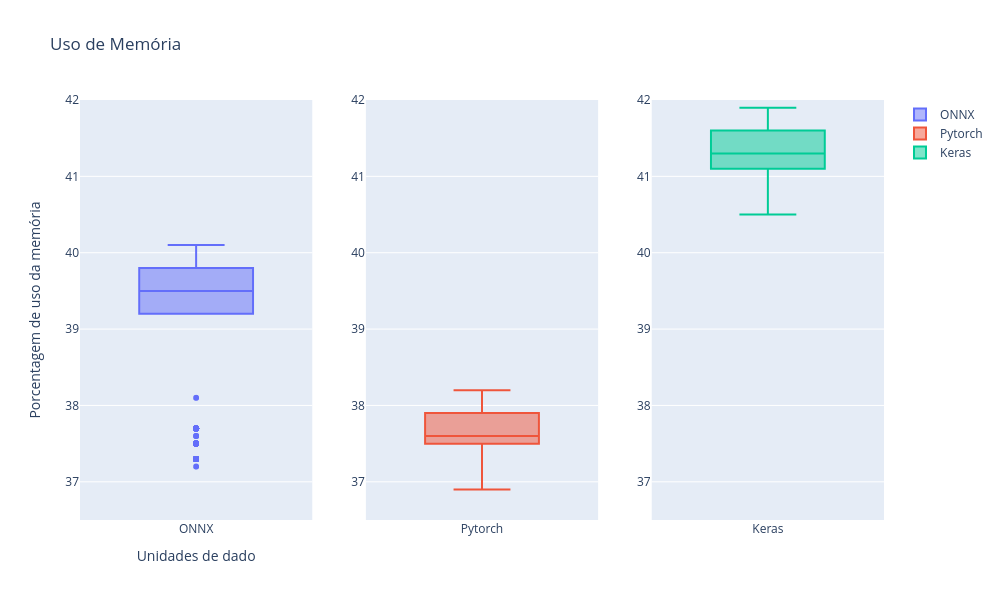 Uso de Memória
Porcentagem de uso da memória
42
41
40
39
38
37
ONNX
Unidades de dado
42
41
40
39
38
37
Pytorch
42
41
40
39
38
37
Keras
ONNX
Pytorch
Keras